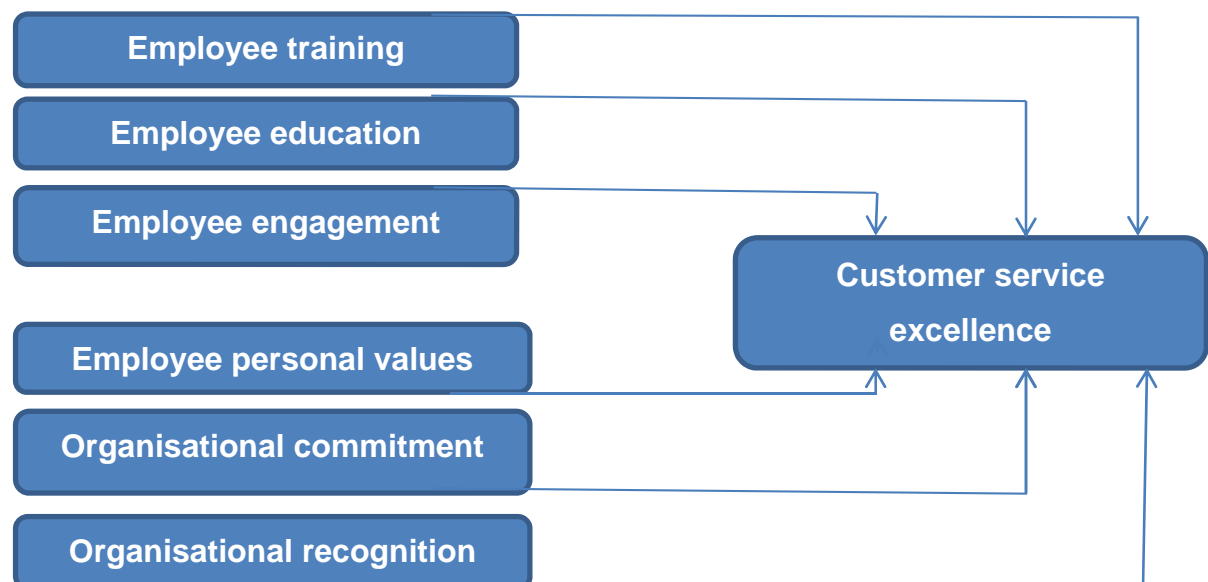 Employee training
Employee education
Employee engagement
Customer service
excellence
Employee personal values
Organisational commitment
Organisational recognition